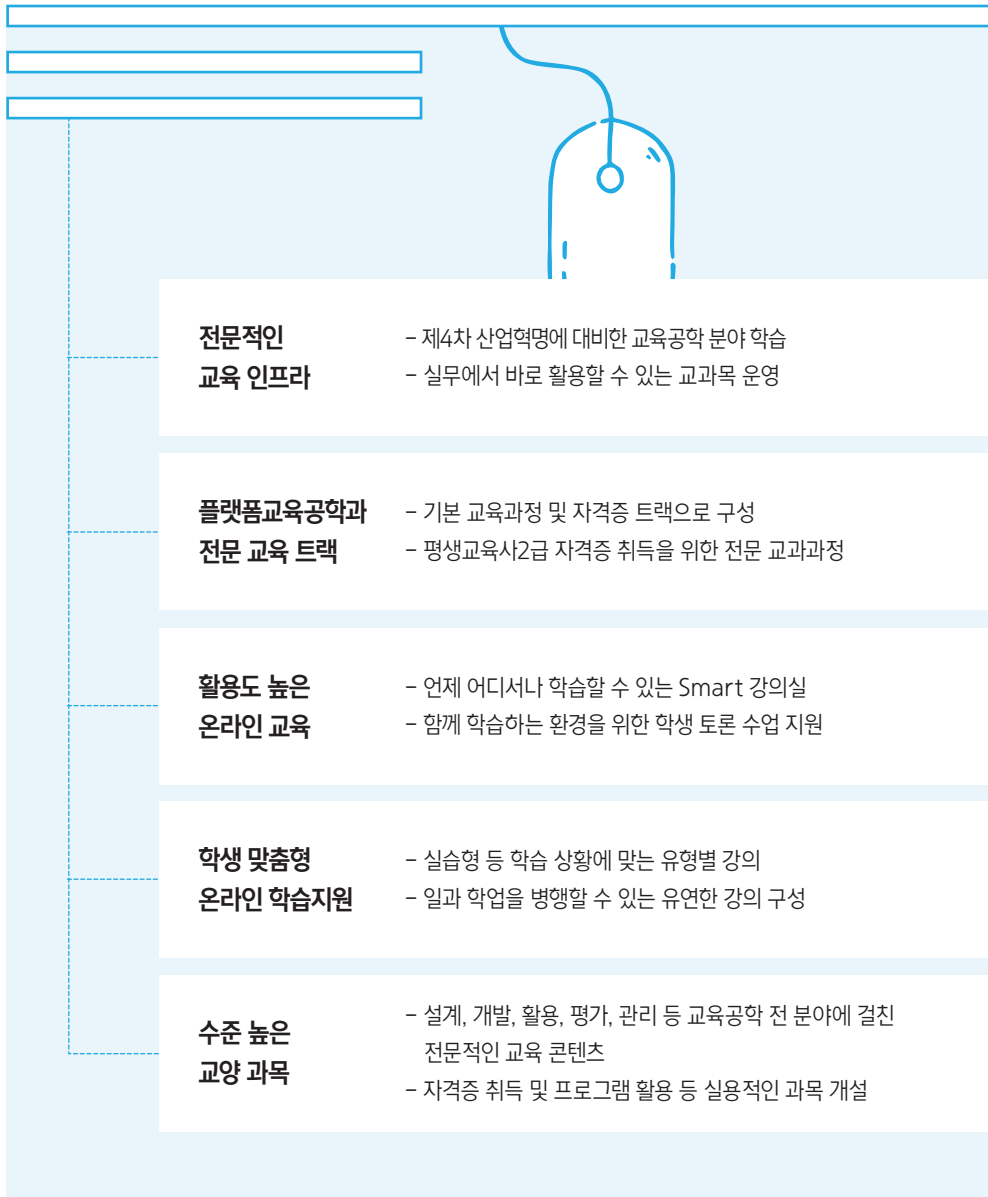 전문적인
교육 인프라
– 제4차 산업혁명에 대비한 교육공학 분야 학습
– 실무에서 바로 활용할 수 있는 교과목 운영
플랫폼교육공학과
전문 교육 트랙
– 기본 교육과정 및 자격증 트랙으로 구성
– 평생교육사2급 자격증 취득을 위한 전문 교과과정
활용도 높은
온라인 교육
– 언제 어디서나 학습할 수 있는 Smart 강의실
– 함께 학습하는 환경을 위한 학생 토론 수업 지원
학생 맞춤형
온라인 학습지원
– 실습형 등 학습 상황에 맞는 유형별 강의
– 일과 학업을 병행할 수 있는 유연한 강의 구성
수준 높은
교양 과목
– 설계, 개발, 활용, 평가, 관리 등 교육공학 전 분야에 걸친
전문적인 교육 콘텐츠
– 자격증 취득 및 프로그램 활용 등 실용적인 과목 개설